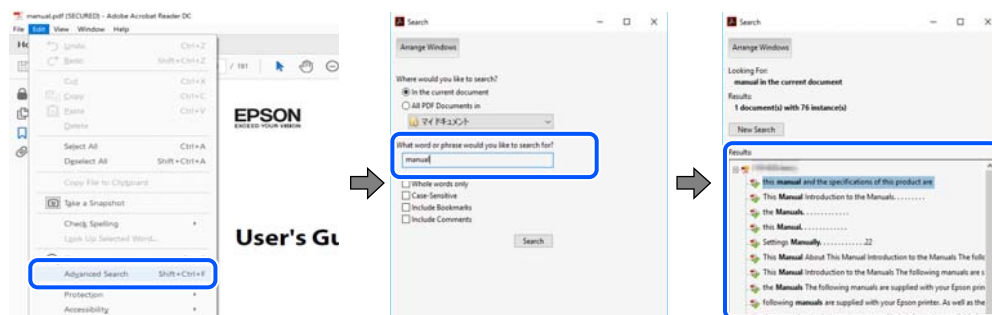 manual.pdf (SECURED) - Adobe Acrobat Reader DC
File Edit View Window Help
Undo Ctrl+Z
Redo Shift+Ctrl+Z
Cut Ctrl+X
Copy Ctrl+C
Paste Ctrl+V
Delete
Select All Ctrl+A
Deselect All Shift+Ctrl+A
Copy File to Clipboard
Take a Snapshot
Check Spelling
Look Up Selected Word...
Advanced Search Shift+Ctrl+F
Protection
Accessibility
/ 181
EPSON
EXCEED YOUR VISION
User's Gu
Search
Arrange Windows
Where would you like to search?
In the current document
All PDF Documents in
マイ ドキュメント
What word or phrase would you like to search for?
manual
Whole words only
Case-Sensitive
Include Bookmarks
Include Comments
Search
Search
Arrange Windows
Looking For:
manual in the current document
Results:
1 document(s) with 76 instance(s)
New Search
Results:
this manual and the specifications of this product are
This Manual Introduction to the Manuals. . . . . . . . .
the Manuals. . . . . . . . . . . . .
this Manual. . . . . . . . . . . . .
Settings Manually. . . . . . . . . . . . .22
This Manual About This Manual Introduction to the Manuals The follo
This Manual Introduction to the Manuals The following manuals are s
the Manuals The following manuals are supplied with your Epson prin
following manuals are supplied with your Epson printer. As well as the